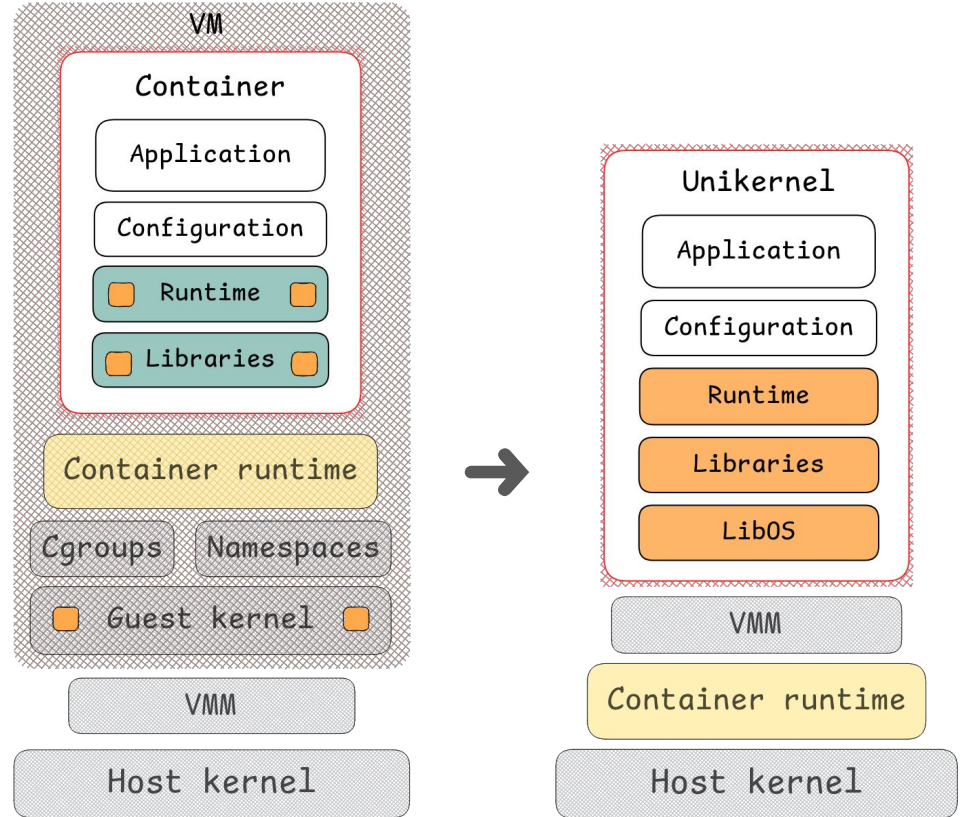 VM
Container
Application
Configuration
Runtime
Libraries
Container runtime
Cgroups
Namespaces
Guest kernel
VMM
Host kernel
Unikernel
Application
Configuration
Runtime
Libraries
LibOS
VMM
Container runtime
Host kernel